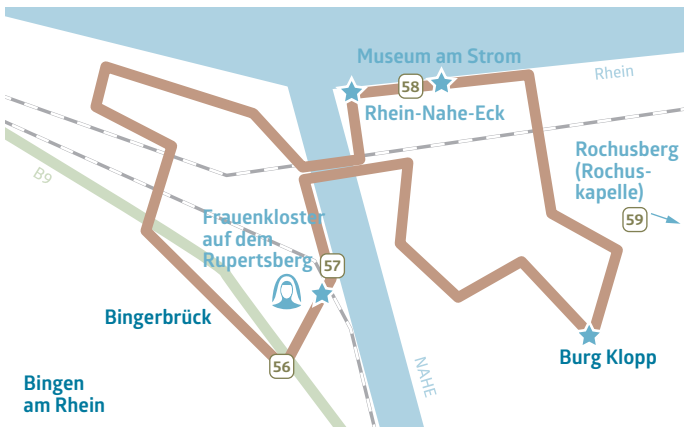 Museum am Strom
58
Rhein
Rhein-Nahe-Eck
Rochusberg
(Rochus-
kapelle)
59
B9
Frauenkloster
auf dem
Rupertsberg
57
Bingerbrück
56
Burg Klopp
NAHE
Bingen
am Rhein